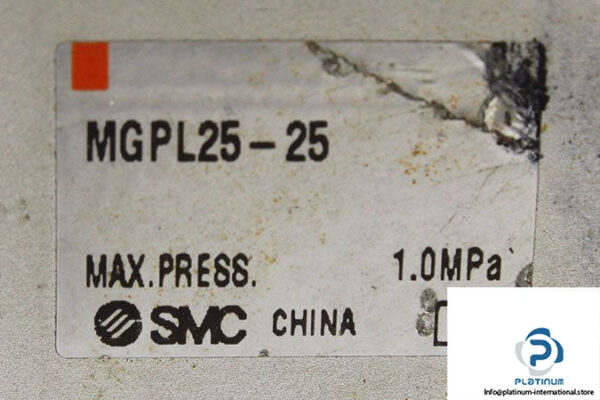 MGPL25-25
MAX.PRESS. 1.0MPa
SMC CHINA
PLATINUM
Info@platinum-international.store